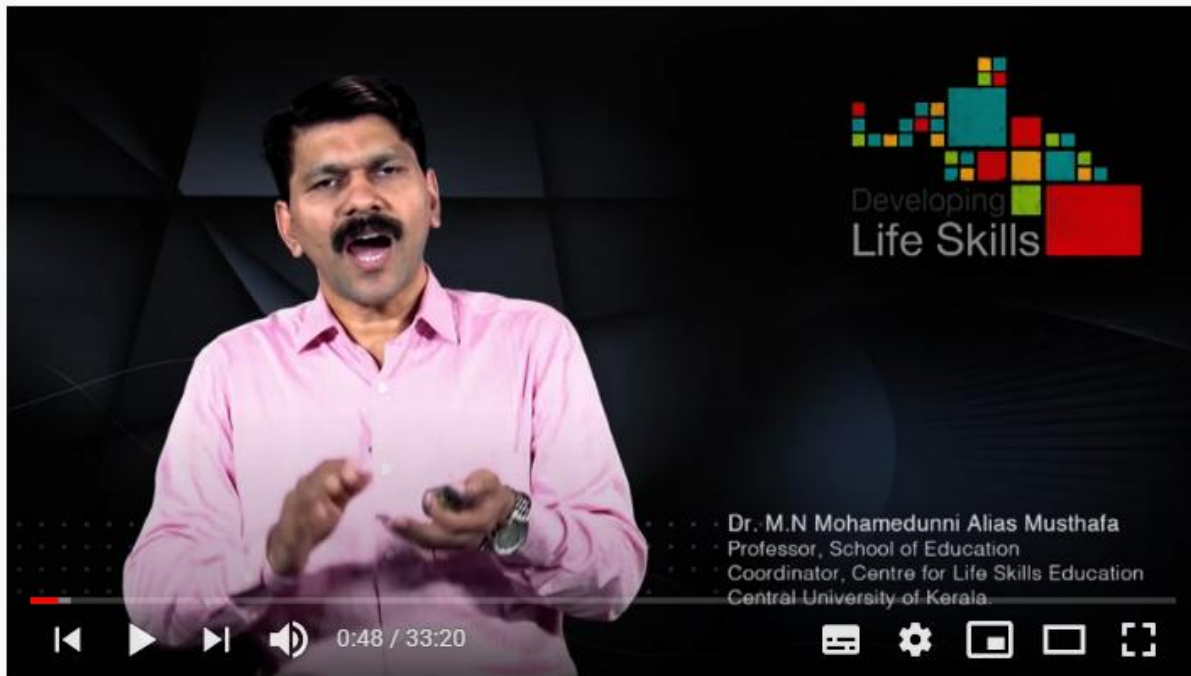 Developing
Life Skills
Dr. M.N Mohamedunni Alias Musthafa
Professor, School of Education
Coordinator, Centre for Life Skills Education
Central University of Kerala.
0:48 / 33:20